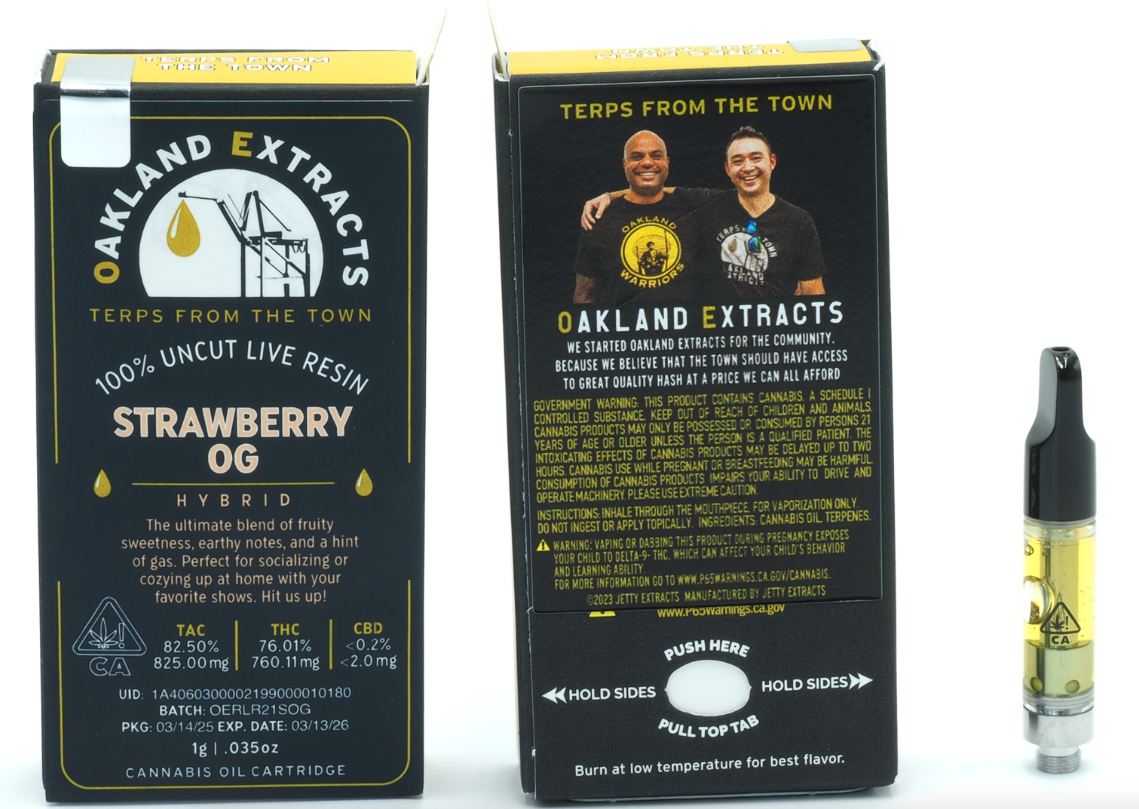 TERPS FROM
THE TOWN
OAKLAND EXTRACTS
TERPS FROM THE TOWN
100% UNCUT LIVE RESIN
STRAWBERRY
OG
HYBRID
The ultimate blend of fruity
sweetness, earthy notes, and a hint
of gas. Perfect for socializing or
cozying up at home with your
favorite shows. Hit us up!
TAC THC CBD
82.50% 76.01% <0.2%
825.00mg 760.11mg <2.0mg
CA
UID: 1A4060300002199000010180
BATCH: OERLR21SOG
PKG: 03/14/25 EXP. DATE: 03/13/26
1g | .035oz
CANNABIS OIL CARTRIDGE
TERPS FROM
TERPS FROM THE TOWN
OAKLAND
WARRIORS
TERPS TOWN
OAKLAND
OAKLAND EXTRACTS
WE STARTED OAKLAND EXTRACTS FOR THE COMMUNITY.
BECAUSE WE BELIEVE THAT THE TOWN SHOULD HAVE ACCESS
TO GREAT QUALITY HASH AT A PRICE WE CAN ALL AFFORD
GOVERNMENT WARNING: THIS PRODUCT CONTAINS CANNABIS, A SCHEDULE I
CONTROLLED SUBSTANCE. KEEP OUT OF REACH OF CHILDREN AND ANIMALS.
CANNABIS PRODUCTS MAY ONLY BE POSSESSED OR CONSUMED BY PERSONS 21
YEARS OF AGE OR OLDER UNLESS THE PERSON IS A QUALIFIED PATIENT. THE
INTOXICATING EFFECTS OF CANNABIS PRODUCTS MAY BE DELAYED UP TO TWO
HOURS. CANNABIS USE WHILE PREGNANT OR BREASTFEEDING MAY BE HARMFUL.
CONSUMPTION OF CANNABIS PRODUCTS IMPAIRS YOUR ABILITY TO DRIVE AND
OPERATE MACHINERY. PLEASE USE EXTREME CAUTION.
INSTRUCTIONS: INHALE THROUGH THE MOUTHPIECE. FOR VAPORIZATION ONLY.
DO NOT INGEST OR APPLY TOPICALLY. INGREDIENTS: CANNABIS OIL, TERPENES.
WARNING: VAPING OR DABBING THIS PRODUCT DURING PREGNANCY EXPOSES
YOUR CHILD TO DELTA-9- THC, WHICH CAN AFFECT YOUR CHILD'S BEHAVIOR
AND LEARNING ABILITY.
FOR MORE INFORMATION GO TO WWW.P65WARNINGS.CA.GOV/CANNABIS.
©2023 JETTY EXTRACTS MANUFACTURED BY JETTY EXTRACTS
www.P65Warnings.ca.gov
PUSH HERE
HOLD SIDES HOLD SIDES
PULL TOP TAB
Burn at low temperature for best flavor.
CA